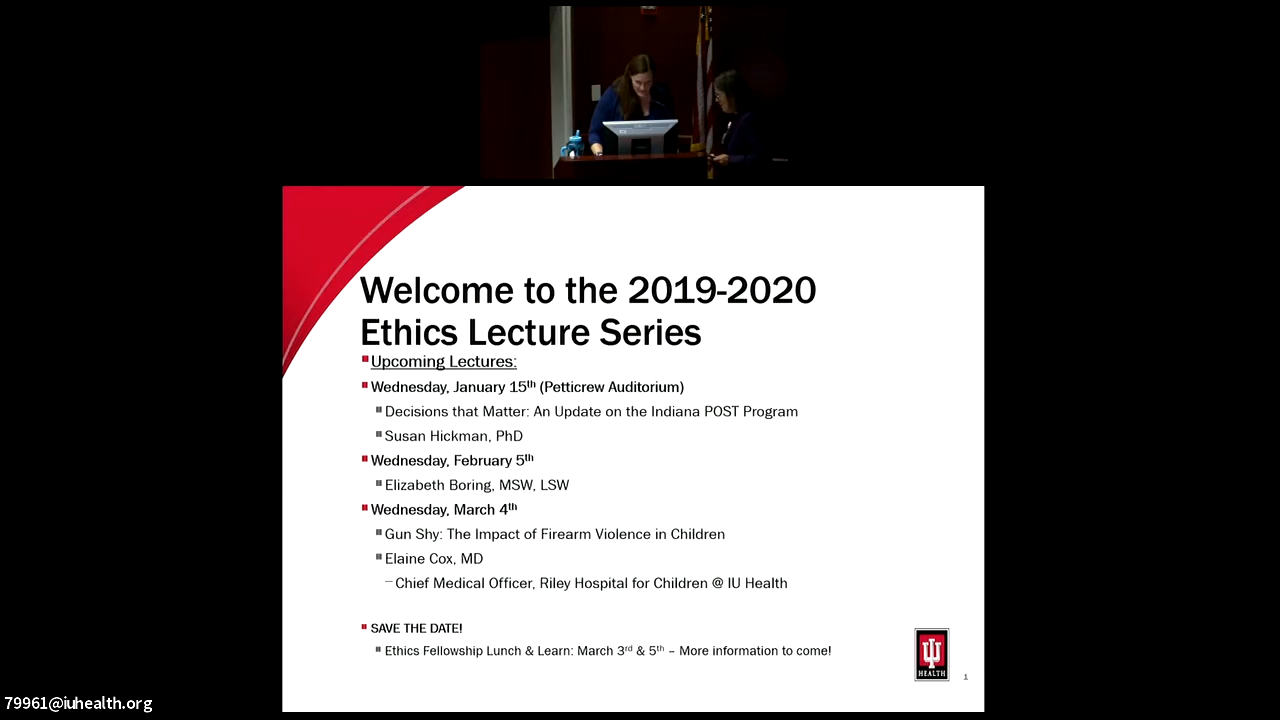 Welcome to the 2019-2020
Ethics Lecture Series
Upcoming Lectures:
Wednesday, January 15th (Petticrew Auditorium)
Decisions that Matter: An Update on the Indiana POST Program
Susan Hickman, PhD
Wednesday, February 5th
Elizabeth Boring, MSW, LSW
Wednesday, March 4th
Gun Shy: The Impact of Firearm Violence in Children
Elaine Cox, MD
Chief Medical Officer, Riley Hospital for Children @ IU Health
SAVE THE DATE!
Ethics Fellowship Lunch & Learn: March 3rd & 5th – More information to come!
IU
HEALTH
1
79961@iuhealth.org